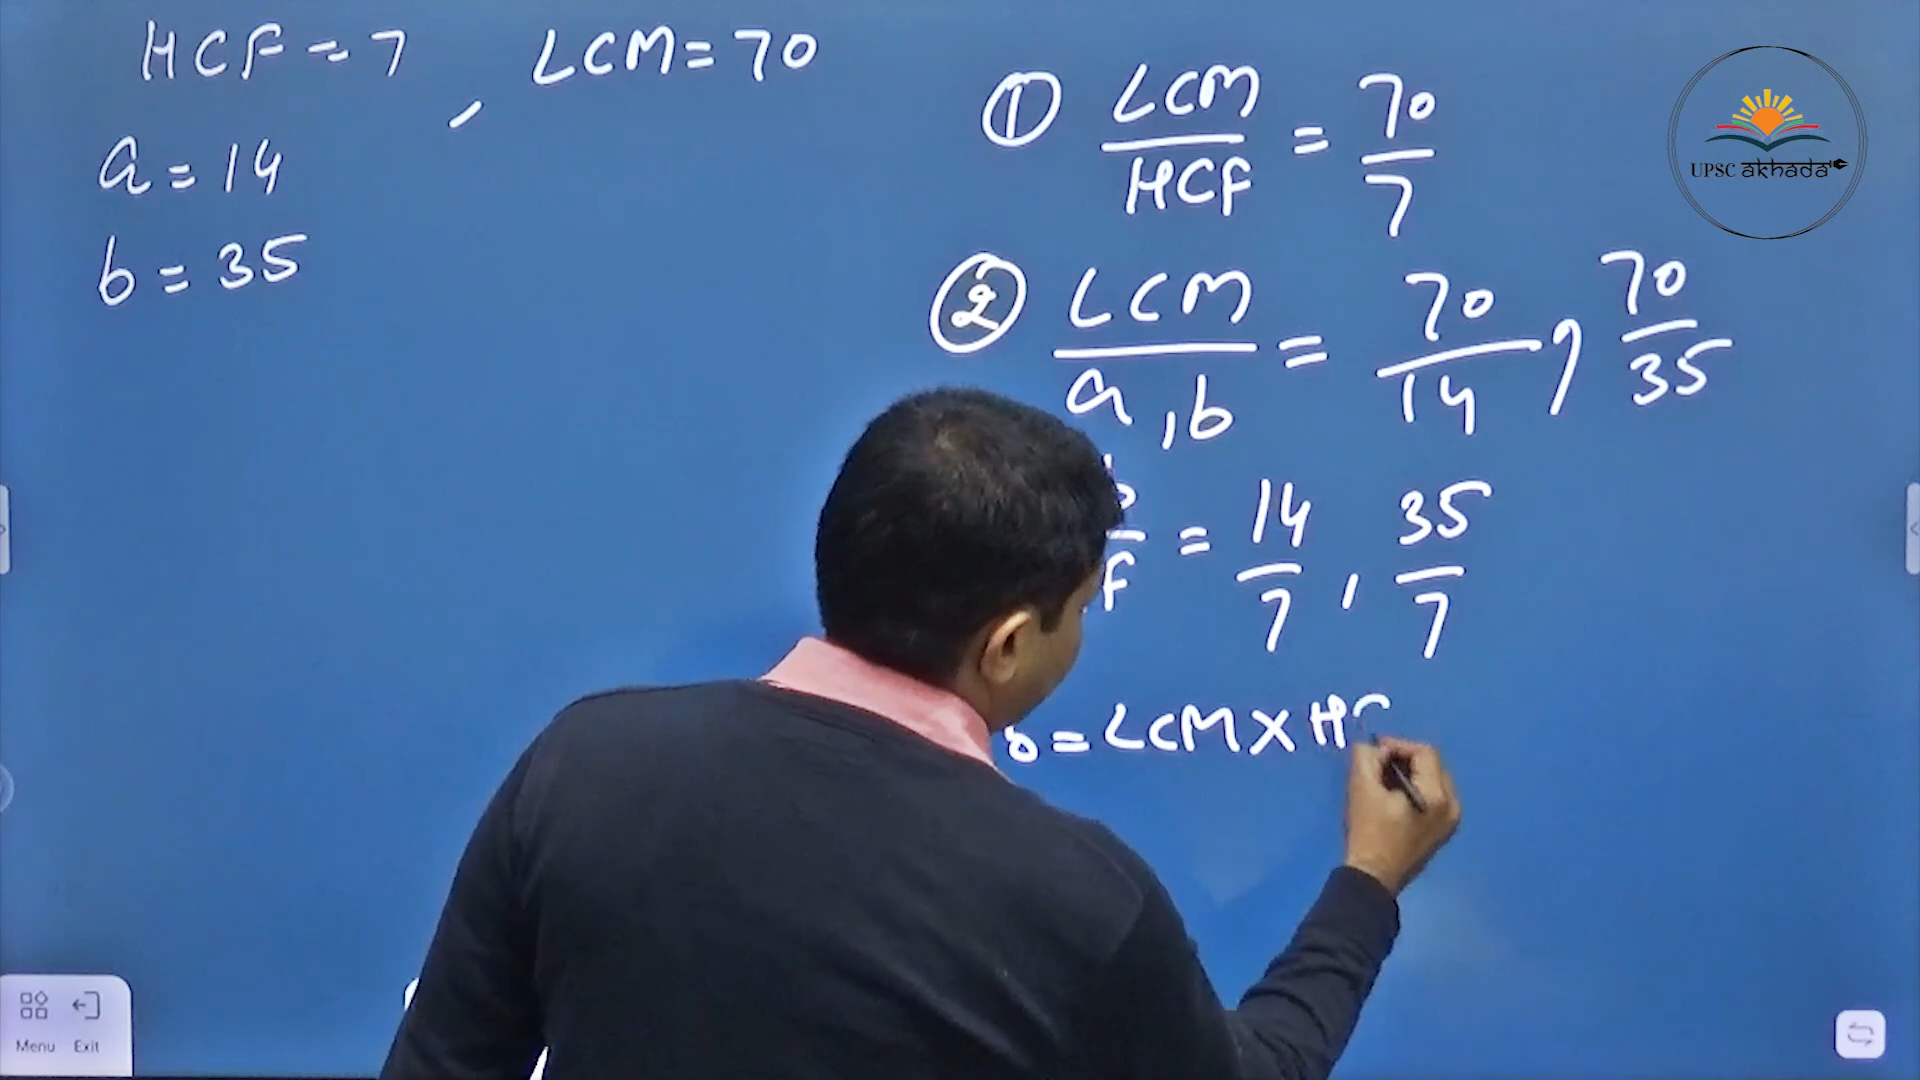 HCF = 7, LCM = 70
a = 14
b = 35
① LCM/HCF = 70/7
② LCM/a,b = 70/14, 70/35
= 14/7, 35/7
= LCM X H
UPSC akhada
Menu Exit